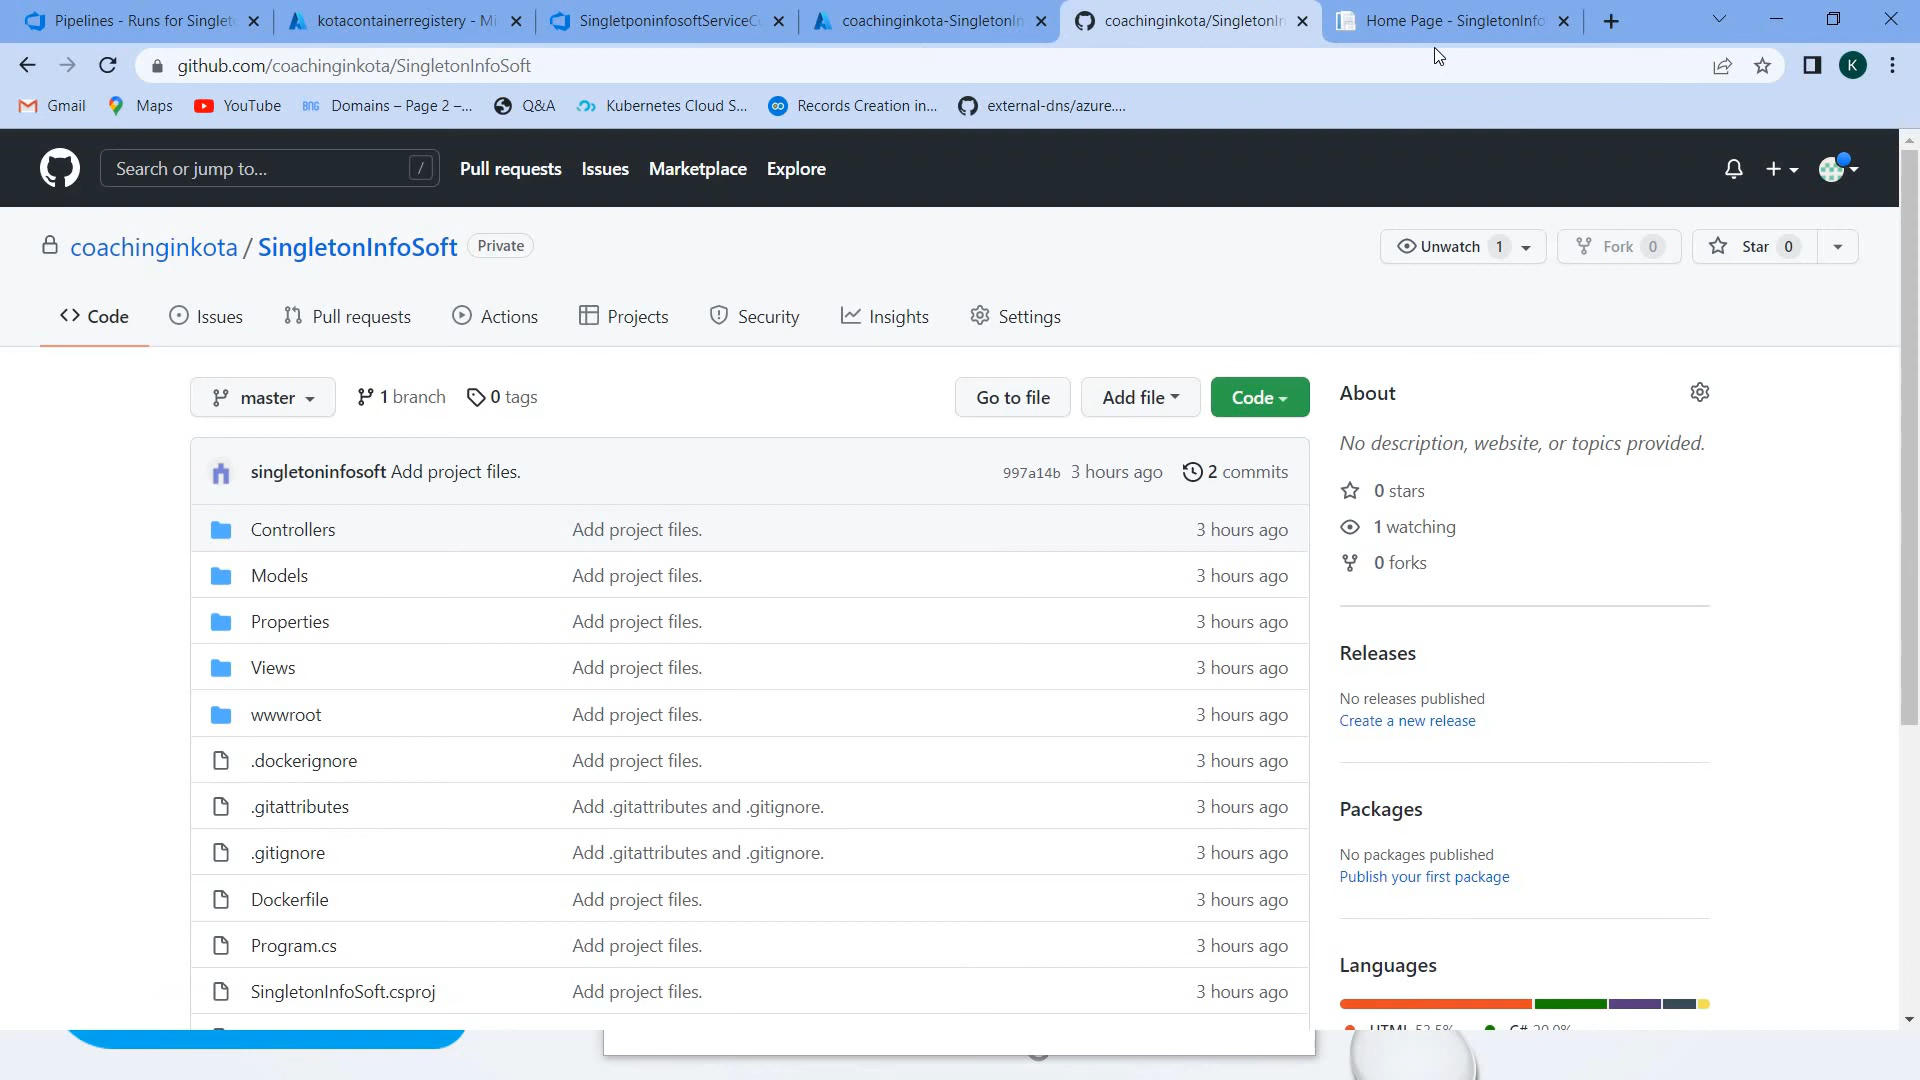 Pipelines - Runs for Singlet
kotacontainerregistery - Mi
SingletponinfosoftServiceC
coachinginkota-SingletonIn
coachinginkota/SingletonIn
Home Page - SingletonInfo
github.com/coachinginkota/SingletonInfoSoft
K
Gmail
Maps
YouTube
BNG Domains – Page 2 –...
Q&A
Kubernetes Cloud S...
Records Creation in...
external-dns/azure....
Search or jump to...
/
Pull requests
Issues
Marketplace
Explore
coachinginkota / SingletonInfoSoft
Private
Unwatch 1
Fork 0
Star 0
Code
Issues
Pull requests
Actions
Projects
Security
Insights
Settings
master
1 branch
0 tags
Go to file
Add file
Code
About
No description, website, or topics provided.
singletoninfosoft Add project files.
997a14b 3 hours ago
2 commits
0 stars
1 watching
0 forks
Controllers Add project files. 3 hours ago
Models Add project files. 3 hours ago
Properties Add project files. 3 hours ago
Views Add project files. 3 hours ago
wwwroot Add project files. 3 hours ago
.dockerignore Add project files. 3 hours ago
.gitattributes Add .gitattributes and .gitignore. 3 hours ago
.gitignore Add .gitattributes and .gitignore. 3 hours ago
Dockerfile Add project files. 3 hours ago
Program.cs Add project files. 3 hours ago
SingletonInfoSoft.csproj Add project files. 3 hours ago
Releases
No releases published
Create a new release
Packages
No packages published
Publish your first package
Languages
HTML 52.5% C# 20.0%